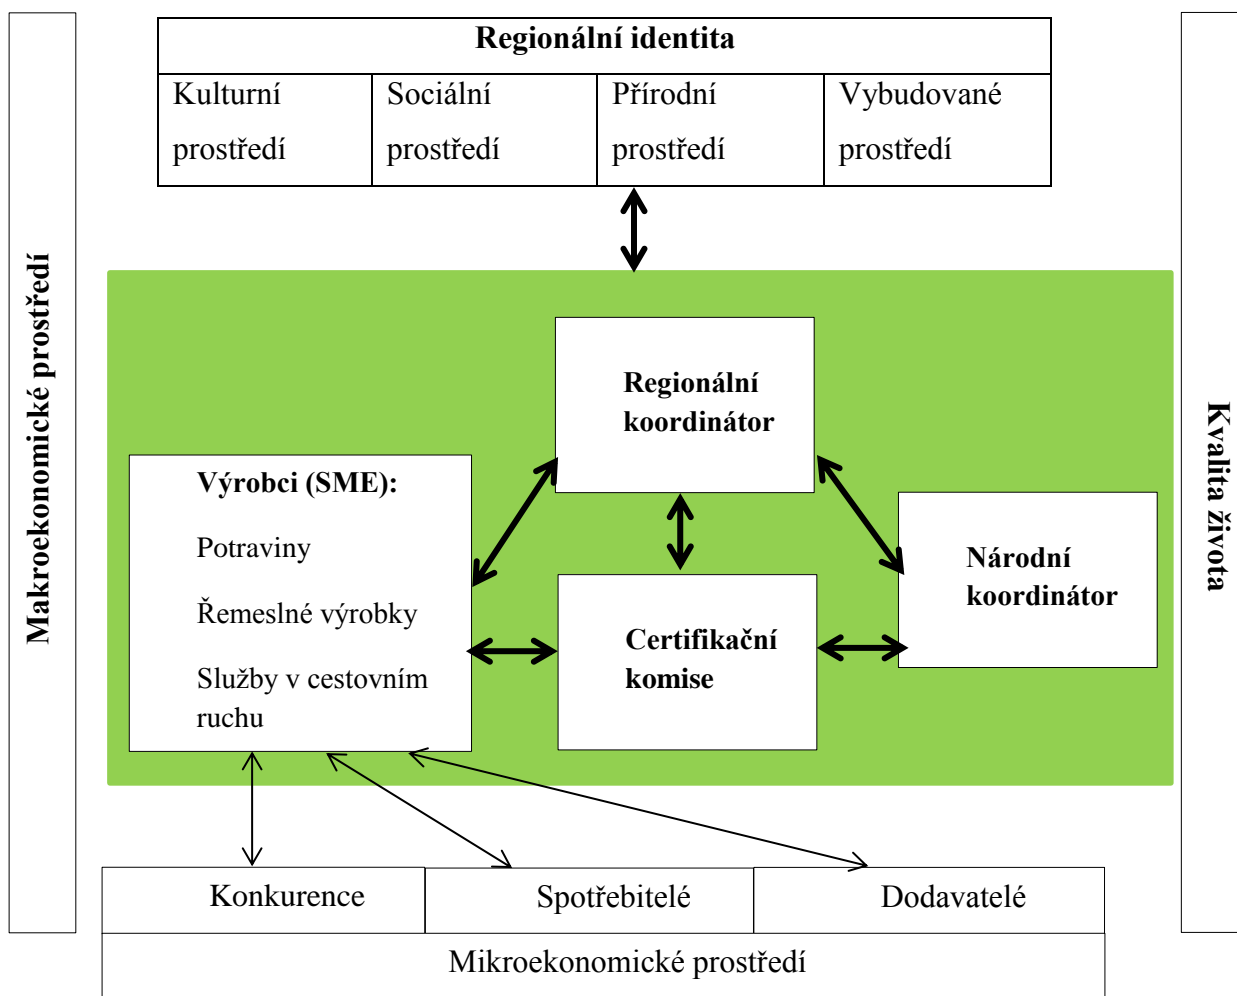 Makroekonomické prostředí
Regionální identita
Kulturní
prostředí
Sociální
prostředí
Přírodní
prostředí
Vybudované
prostředí
Regionální
koordinátor
Výrobci (SME):
Potraviny
Řemeslné výrobky
Služby v cestovním
ruchu
Certifikační
komise
Národní
koordinátor
Kvalita života
Konkurence
Spotřebitelé
Dodavatelé
Mikroekonomické prostředí